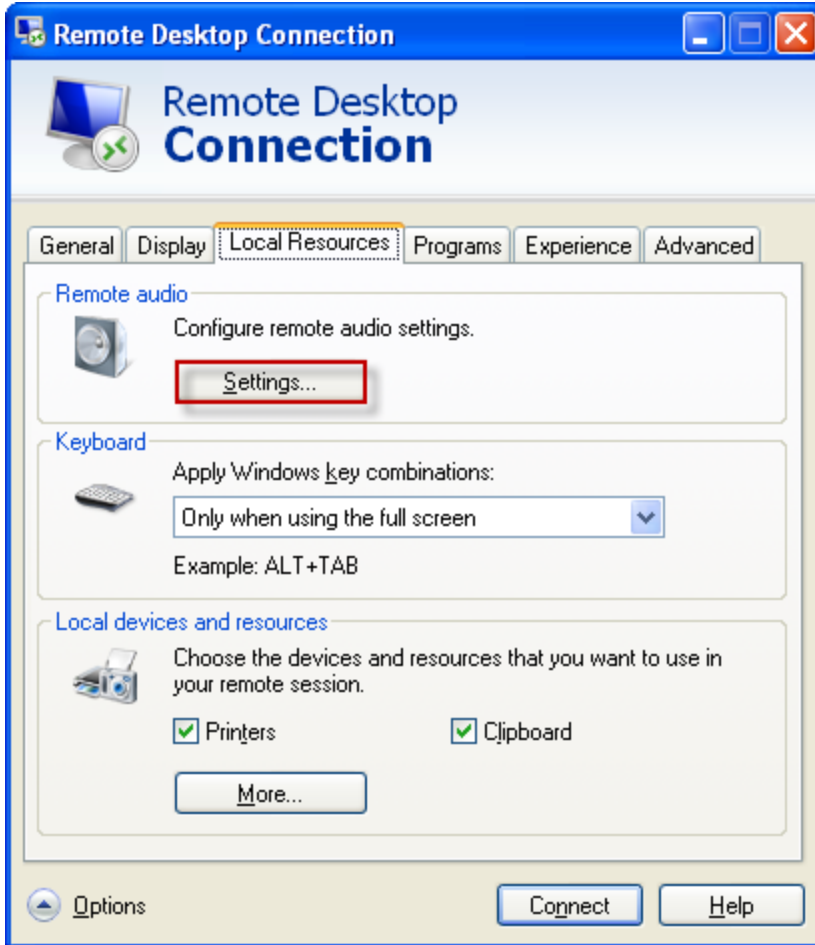 Remote Desktop Connection
Remote Desktop
Connection
General Display Local Resources Programs Experience Advanced
Remote audio
Configure remote audio settings.
Settings...
Keyboard
Apply Windows key combinations:
Only when using the full screen
Example: ALT+TAB
Local devices and resources
Choose the devices and resources that you want to use in
your remote session.
Printers Clipboard
More...
Options Connect Help